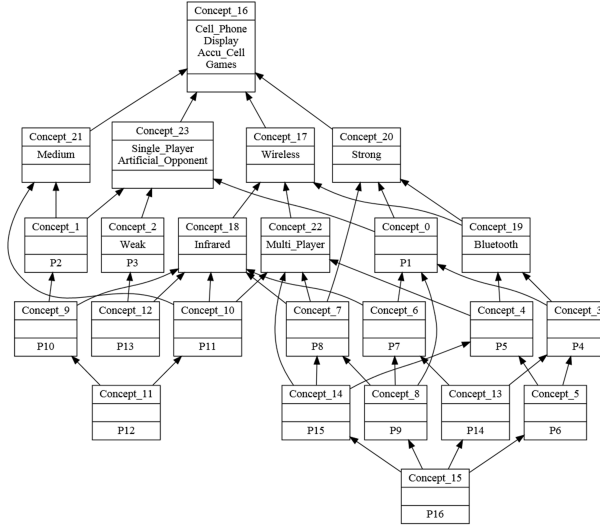 Concept_16
Cell_Phone
Display
Accu_Cell
Games
Concept_21
Medium
Concept_23
Single_Player
Artificial_Opponent
Concept_17
Wireless
Concept_20
Strong
Concept_1
P2
Concept_2
Weak
P3
Concept_18
Infrared
Concept_22
Multi_Player
Concept_0
P1
Concept_19
Bluetooth
Concept_9
P10
Concept_12
P13
Concept_10
P11
Concept_7
P8
Concept_6
P7
Concept_4
P5
Concept_3
P4
Concept_11
P12
Concept_14
P15
Concept_8
P9
Concept_13
P14
Concept_5
P6
Concept_15
P16